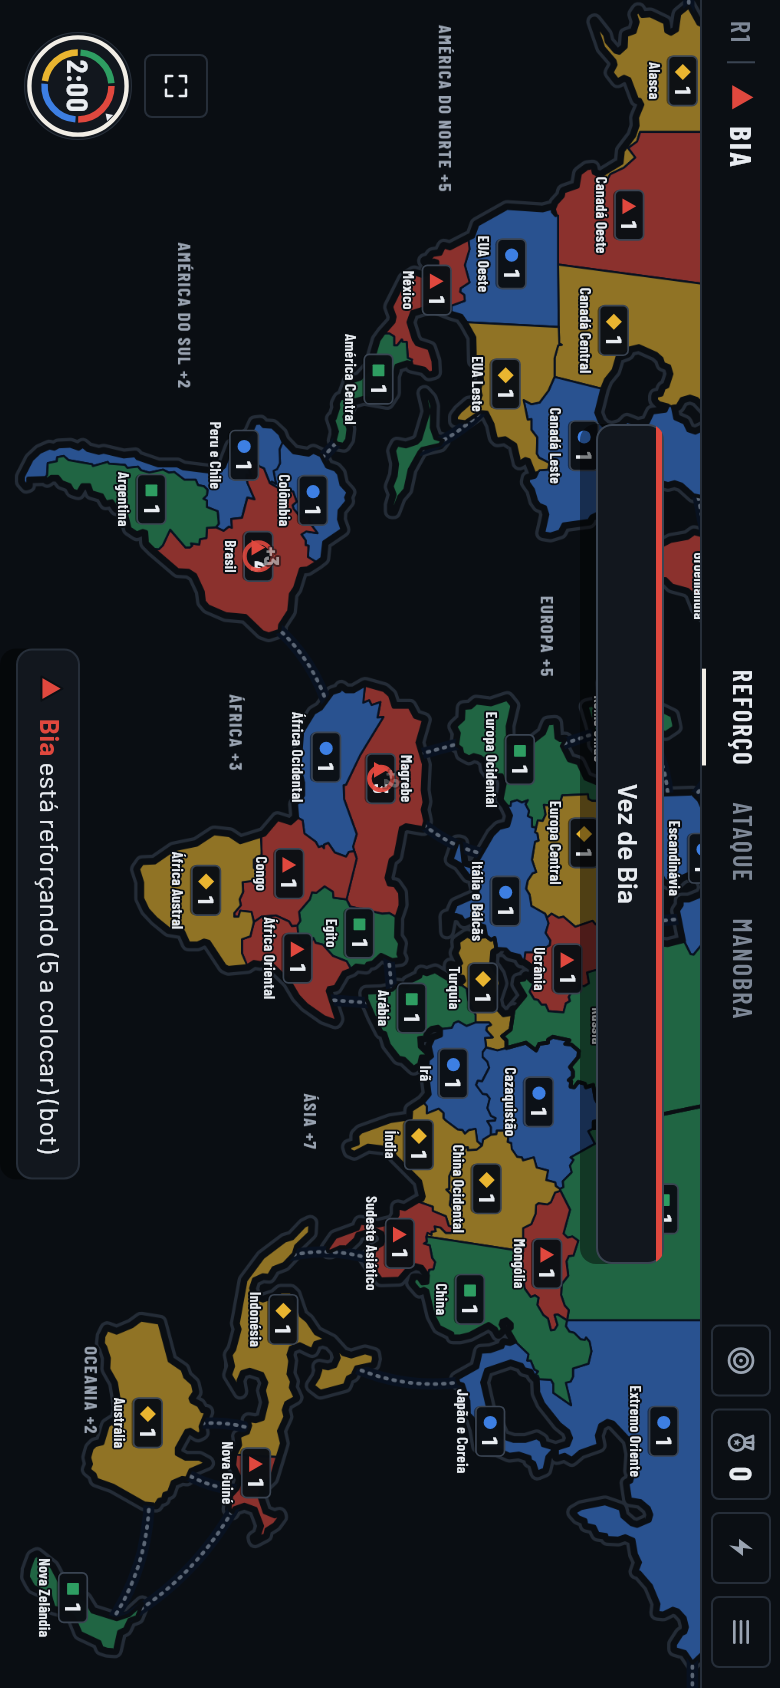 R1
BIA
REFORÇO
ATAQUE
MANOBRA
0
Vez de Bia
Alasca
1
Canadá Oeste
1
Canadá Central
1
Canadá Leste
1
EUA Oeste
1
EUA Leste
1
México
1
América Central
1
AMÉRICA DO NORTE +5
AMÉRICA DO SUL +2
Colômbia
1
Peru e Chile
1
Brasil
+3
Argentina
1
EUROPA +5
Escandinávia
Europa Ocidental
1
Europa Central
1
Itália e Bálcãs
1
Ucrânia
1
Rússia
ÁFRICA +3
Magrebe
África Ocidental
1
Egito
1
Congo
1
África Oriental
1
África Austral
1
ÁSIA +7
Turquia
1
Arábia
1
Irã
1
Cazaquistão
1
Índia
1
China Ocidental
1
Mongólia
1
China
1
Sudeste Asiático
1
Japão e Coreia
1
Extremo Oriente
1
1
OCEANIA +2
Indonésia
1
Nova Guiné
1
Austrália
1
Nova Zelândia
1
2:00
Bia está reforçando (5 a colocar) (bot)